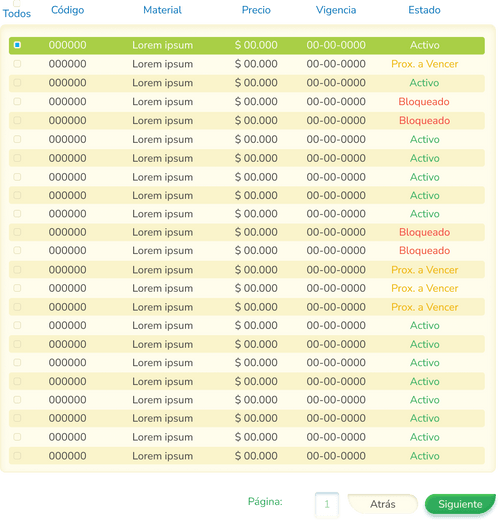 Todos Código Material Precio Vigencia Estado
000000 Lorem ipsum $ 00.000 00-00-0000 Activo
000000 Lorem ipsum $ 00.000 00-00-0000 Prox. a Vencer
000000 Lorem ipsum $ 00.000 00-00-0000 Activo
000000 Lorem ipsum $ 00.000 00-00-0000 Bloqueado
000000 Lorem ipsum $ 00.000 00-00-0000 Bloqueado
000000 Lorem ipsum $ 00.000 00-00-0000 Activo
000000 Lorem ipsum $ 00.000 00-00-0000 Activo
000000 Lorem ipsum $ 00.000 00-00-0000 Activo
000000 Lorem ipsum $ 00.000 00-00-0000 Activo
000000 Lorem ipsum $ 00.000 00-00-0000 Activo
000000 Lorem ipsum $ 00.000 00-00-0000 Bloqueado
000000 Lorem ipsum $ 00.000 00-00-0000 Bloqueado
000000 Lorem ipsum $ 00.000 00-00-0000 Prox. a Vencer
000000 Lorem ipsum $ 00.000 00-00-0000 Prox. a Vencer
000000 Lorem ipsum $ 00.000 00-00-0000 Prox. a Vencer
000000 Lorem ipsum $ 00.000 00-00-0000 Activo
000000 Lorem ipsum $ 00.000 00-00-0000 Activo
000000 Lorem ipsum $ 00.000 00-00-0000 Activo
000000 Lorem ipsum $ 00.000 00-00-0000 Activo
000000 Lorem ipsum $ 00.000 00-00-0000 Activo
000000 Lorem ipsum $ 00.000 00-00-0000 Activo
000000 Lorem ipsum $ 00.000 00-00-0000 Activo
000000 Lorem ipsum $ 00.000 00-00-0000 Activo
Página: 1 Atrás Siguiente